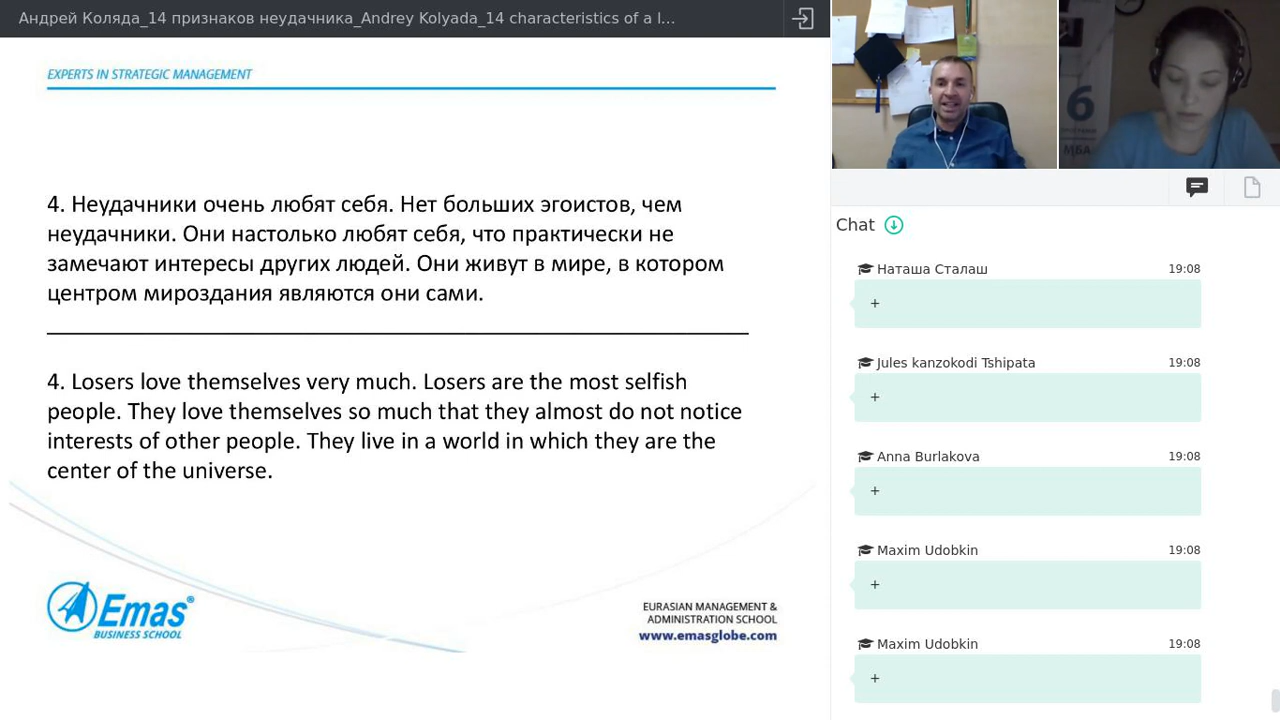 Андрей Коляда_14 признаков неудачника_Andrey Kolyada_14 characteristics of a l...
EXPERTS IN STRATEGIC MANAGEMENT
4. Неудачники очень любят себя. Нет больших эгоистов, чем
неудачники. Они настолько любят себя, что практически не
замечают интересы других людей. Они живут в мире, в котором
центром мироздания являются они сами.
4. Losers love themselves very much. Losers are the most selfish
people. They love themselves so much that they almost do not notice
interests of other people. They live in a world in which they are the
center of the universe.
Emas®
BUSINESS SCHOOL
EURASIAN MANAGEMENT &
ADMINISTRATION SCHOOL
www.emasglobe.com
6
МБА
Chat
Наташа Сталаш 19:08
+
Jules kanzokodi Tshipata 19:08
+
Anna Burlakova 19:08
+
Maxim Udobkin 19:08
+
Maxim Udobkin 19:08
+